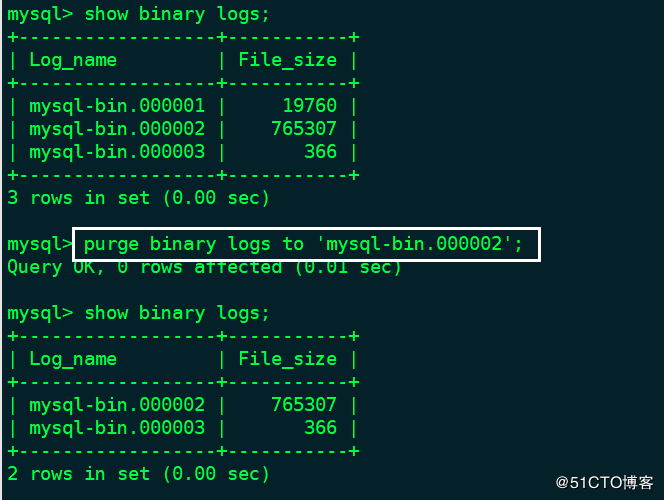 mysql> show binary logs;
+------------------+-----------+
| Log_name         | File_size |
+------------------+-----------+
| mysql-bin.000001 |     19760 |
| mysql-bin.000002 |    765307 |
| mysql-bin.000003 |       366 |
+------------------+-----------+
3 rows in set (0.00 sec)
mysql> purge binary logs to 'mysql-bin.000002';
Query OK, 0 rows affected (0.01 sec)
mysql> show binary logs;
+------------------+-----------+
| Log_name         | File_size |
+------------------+-----------+
| mysql-bin.000002 |    765307 |
| mysql-bin.000003 |       366 |
+------------------+-----------+
2 rows in set (0.00 sec)
@51CTO博客